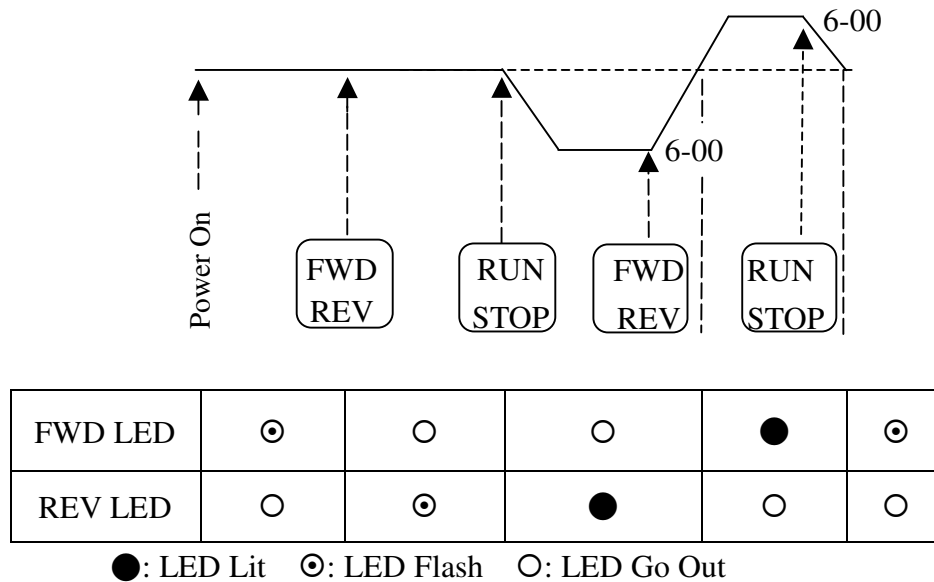 6-00
6-00
Power On
FWD
REV
RUN
STOP
FWD
REV
RUN
STOP
FWD LED
REV LED
●: LED Lit ⊙: LED Flash ○: LED Go Out